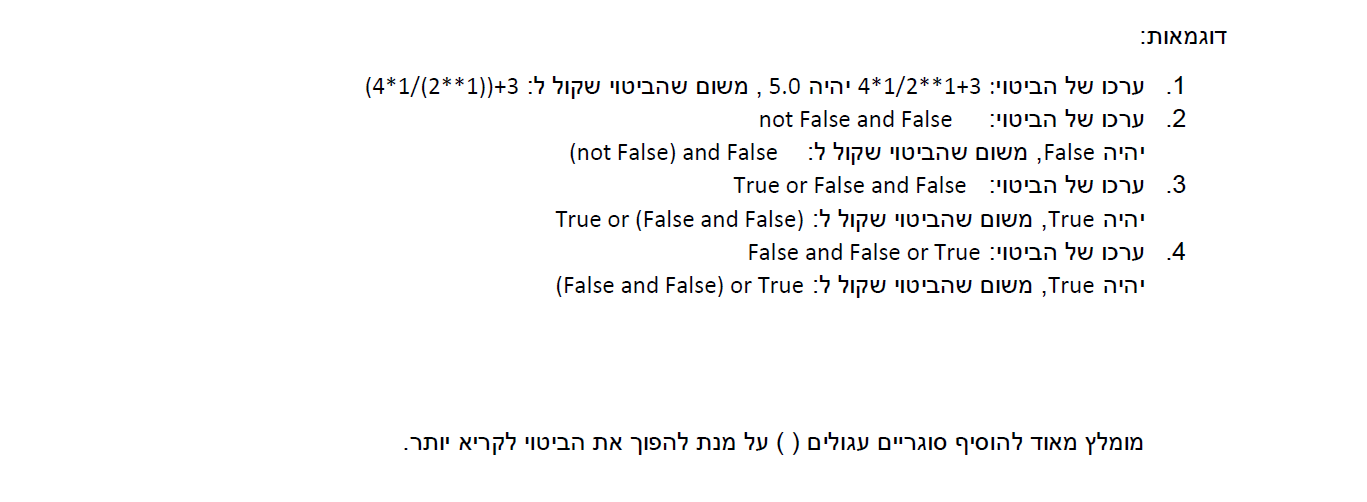 דוגמאות:
1. ערכו של הביטוי: 4*1/2**1+3 יהיה 5.0 , משום שהביטוי שקול ל: (4*1/(2**1))+3
2. ערכו של הביטוי: not False and False
יהיה False, משום שהביטוי שקול ל: (not False) and False
3. ערכו של הביטוי: True or False and False
יהיה True, משום שהביטוי שקול ל: True or (False and False)
4. ערכו של הביטוי: False and False or True
יהיה True, משום שהביטוי שקול ל: (False and False) or True
מומלץ מאוד להוסיף סוגריים עגולים ( ) על מנת להפוך את הביטוי לקריא יותר.